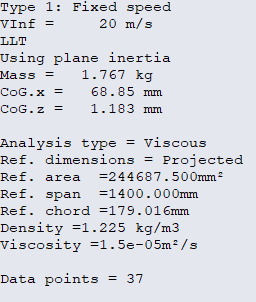 Type 1: Fixed speed
VInf =     20 m/s
LLT
Using plane inertia
Mass =   1.767 kg
CoG.x =   68.85 mm
CoG.z =   1.183 mm

Analysis type = Viscous
Ref. dimensions = Projected
Ref. area  =244687.500mm²
Ref. span  =1400.000mm
Ref. chord =179.016mm
Density =1.225 kg/m3
Viscosity =1.5e-05m²/s

Data points = 37